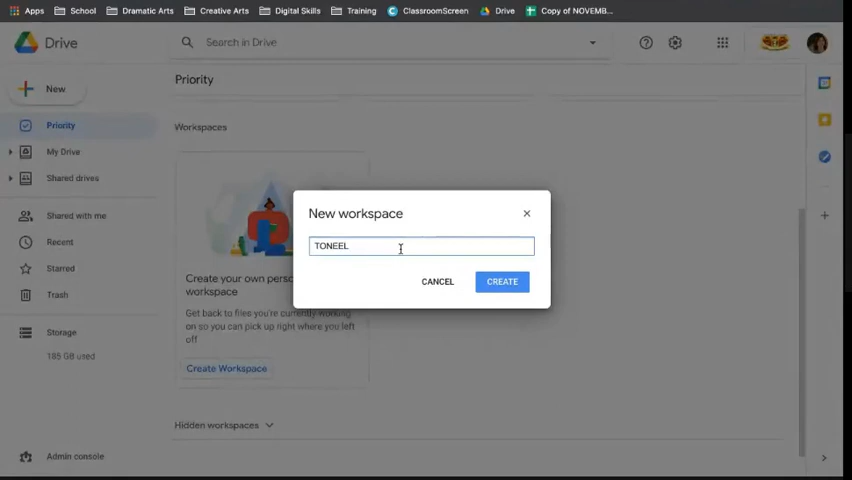 Apps School Dramatic Arts Creative Arts Digital Skills Training ClassroomScreen Drive Copy of NOVEMB...
Drive
Search in Drive
New
Priority
My Drive
Shared drives
Shared with me
Recent
Starred
Trash
Storage
185 GB used
Admin console
Priority
Workspaces
Create your own perso
workspace
Get back to files you're currently working
on so you can pick up right where you left
off
Create Workspace
Hidden workspaces
New workspace
TONEEL
CANCEL CREATE